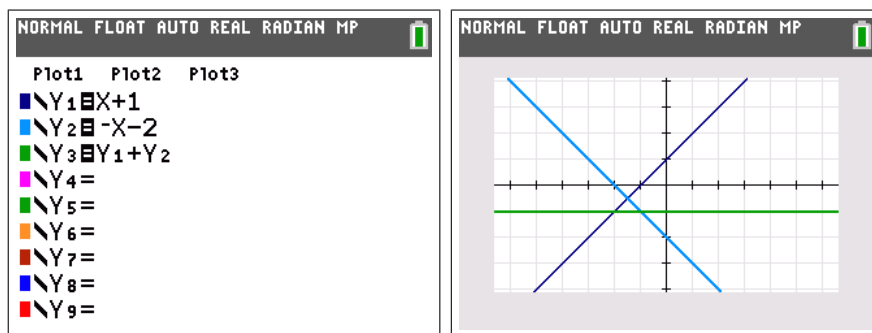 NORMAL FLOAT AUTO REAL RADIAN MP
Plot1 Plot2 Plot3
\Y₁=X+1
\Y₂=⁻X−2
\Y₃=Y₁+Y₂
\Y₄=
\Y₅=
\Y₆=
\Y₇=
\Y₈=
\Y₉=
NORMAL FLOAT AUTO REAL RADIAN MP